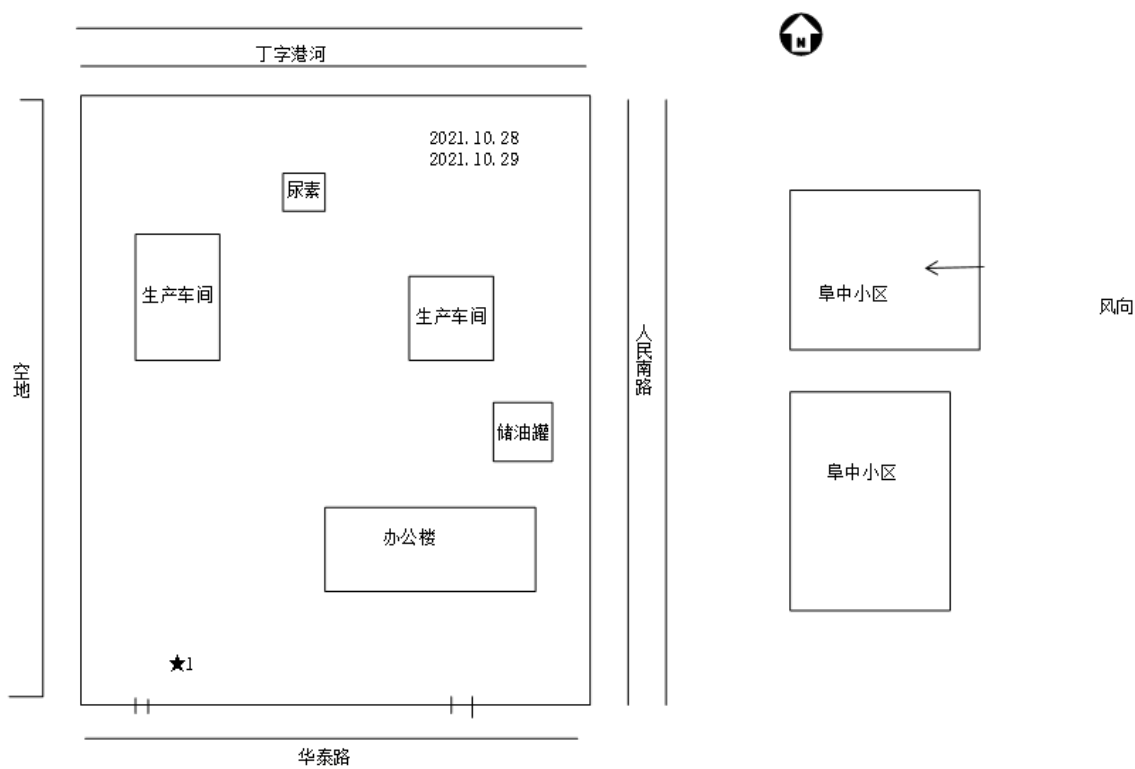 丁字港河
N
2021.10.28
2021.10.29
尿素
生产车间
生产车间
阜中小区
风向
人民南路
空地
储油罐
阜中小区
办公楼
★1
华泰路